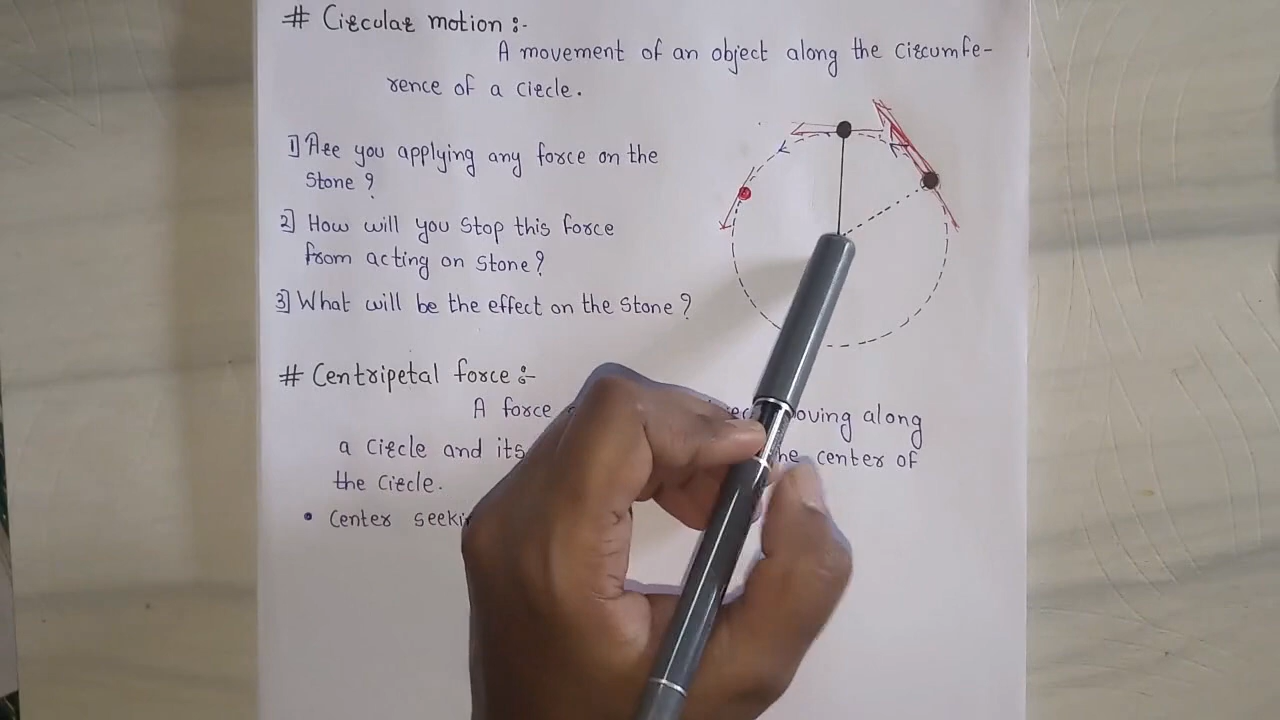 # Circular motion :-
A movement of an object along the circumfe-
rence of a circle.
1] Are you applying any force on the
stone ?
2] How will you stop this force
from acting on stone ?
3] What will be the effect on the stone ?
# Centripetal force :-
A force moving along
a circle and its the center of
the circle.
• Center